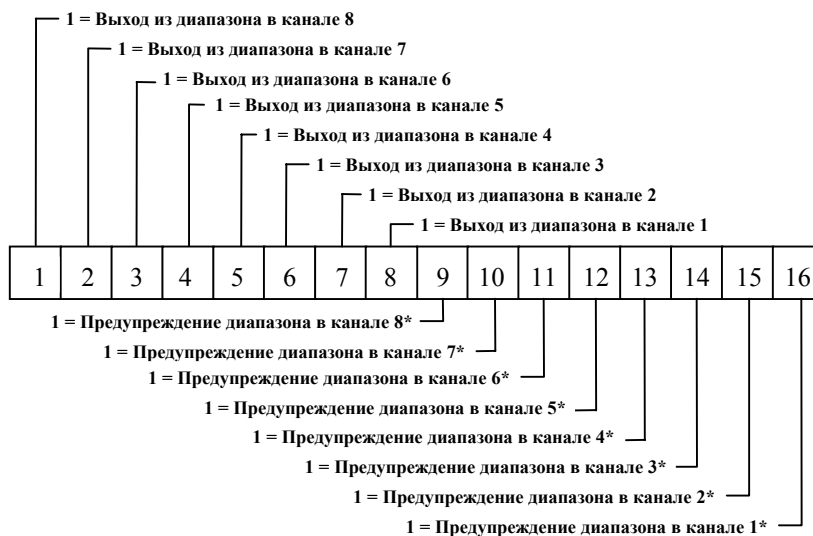 1 = Выход из диапазона в канале 8
1 = Выход из диапазона в канале 7
1 = Выход из диапазона в канале 6
1 = Выход из диапазона в канале 5
1 = Выход из диапазона в канале 4
1 = Выход из диапазона в канале 3
1 = Выход из диапазона в канале 2
1 = Выход из диапазона в канале 1
1 2 3 4 5 6 7 8 9 10 11 12 13 14 15 16
1 = Предупреждение диапазона в канале 8*
1 = Предупреждение диапазона в канале 7*
1 = Предупреждение диапазона в канале 6*
1 = Предупреждение диапазона в канале 5*
1 = Предупреждение диапазона в канале 4*
1 = Предупреждение диапазона в канале 3*
1 = Предупреждение диапазона в канале 2*
1 = Предупреждение диапазона в канале 1*